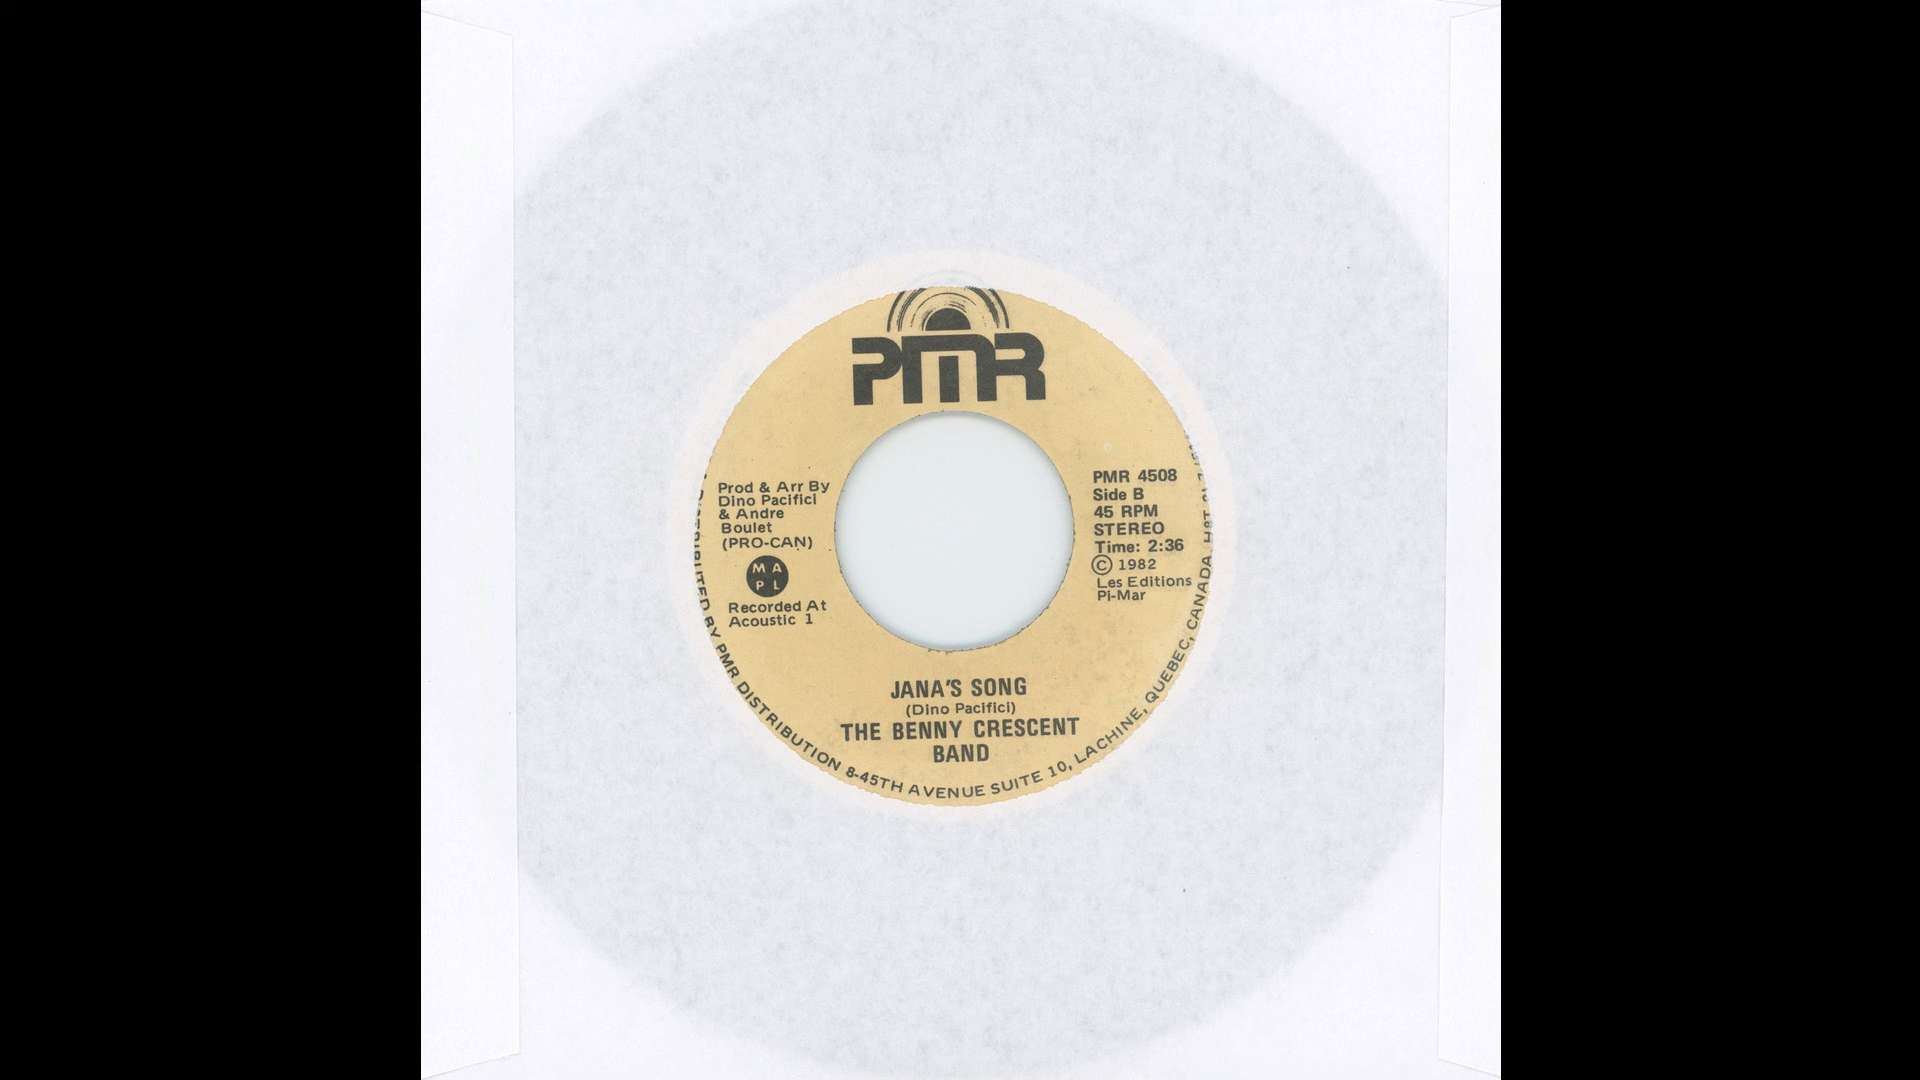 PMR
Prod & Arr By
Dino Pacifici
& Andre
Boulet
(PRO-CAN)
M A
P L
Recorded At
Acoustic 1
PMR 4508
Side B
45 RPM
STEREO
Time: 2:36
© 1982
Les Editions
Pi-Mar
JANA'S SONG
(Dino Pacifici)
THE BENNY CRESCENT
BAND
DISTRIBUTED BY PMR DISTRIBUTION 8-45TH AVENUE SUITE 10, LACHINE, QUEBEC, CANADA H8T